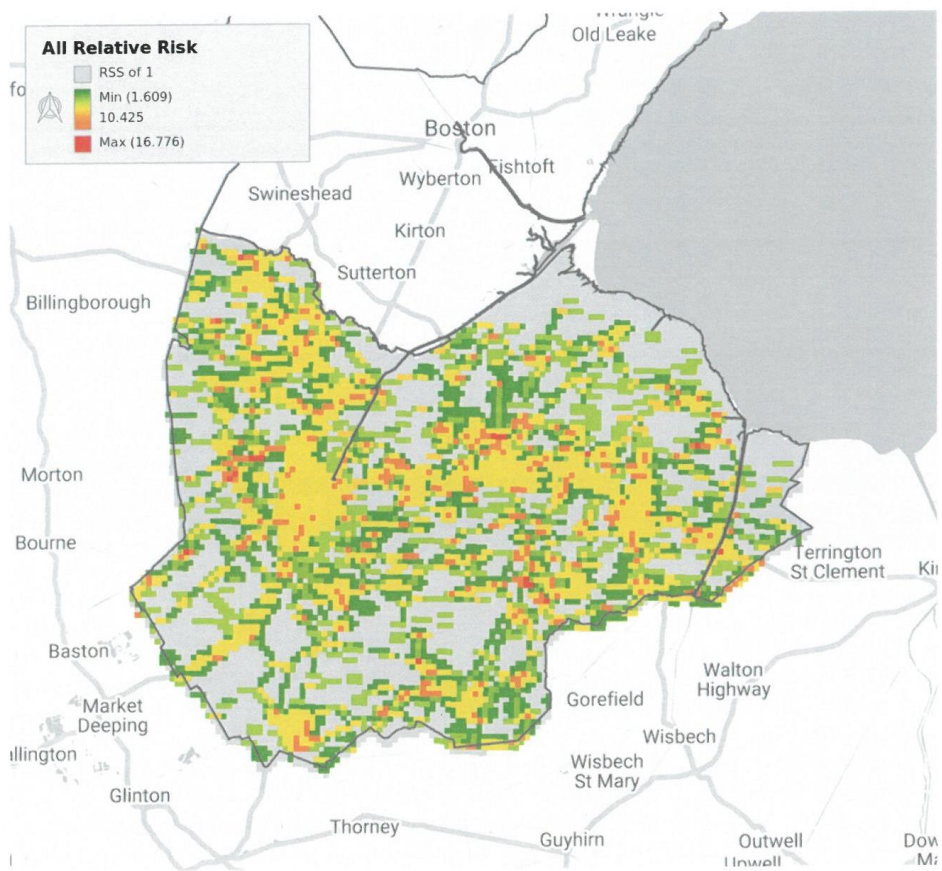 Old Leake
All Relative Risk
RSS of 1
Min (1.609)
10.425
Max (16.776)
Boston
Fishtoft
Wyberton
Swineshead
Kirton
Sutterton
Billingborough
Morton
Bourne
Terrington
St Clement
Baston
Walton
Highway
Gorefield
Market
Deeping
Wisbech
Wisbech
St Mary
Glinton
Thorney
Guyhirn
Outwell